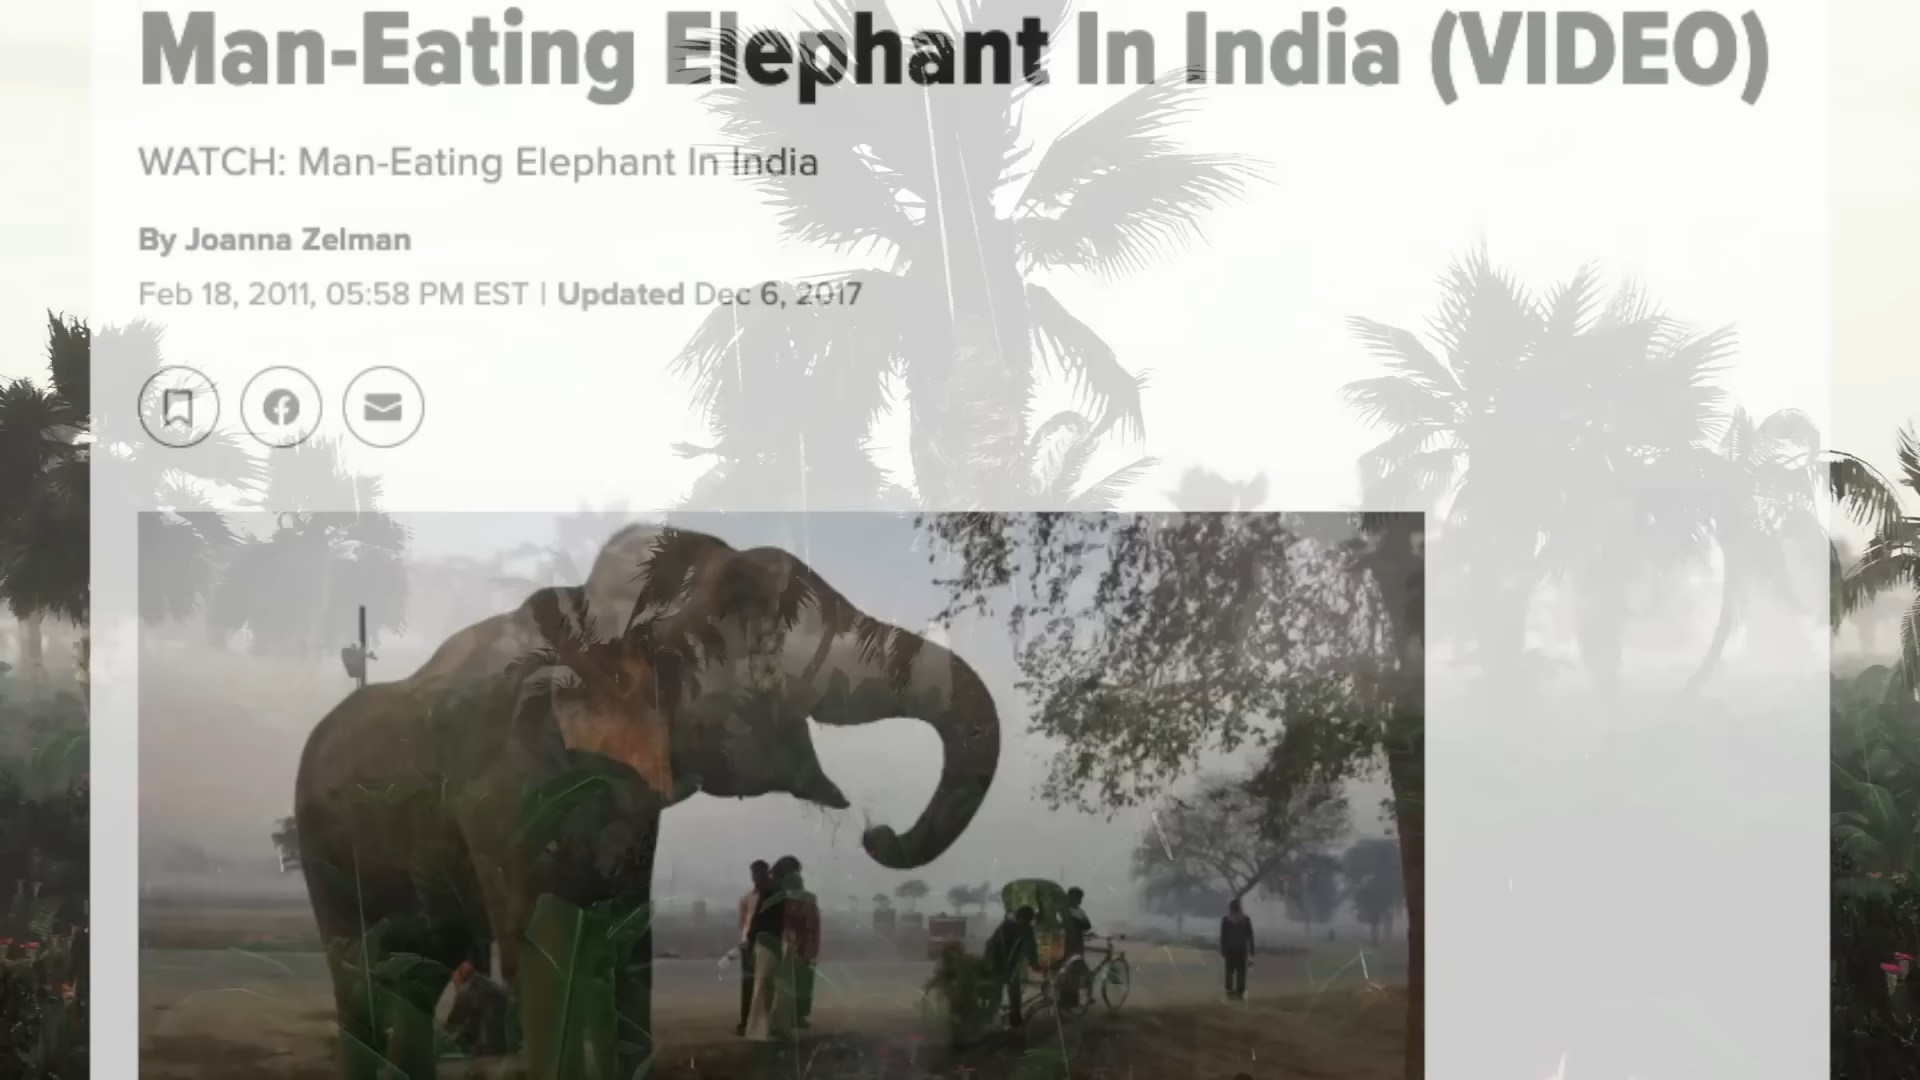 Man-Eating Elephant In India (VIDEO)
WATCH: Man-Eating Elephant In India
By Joanna Zelman
Feb 18, 2011, 05:58 PM EST | Updated Dec 6, 2017